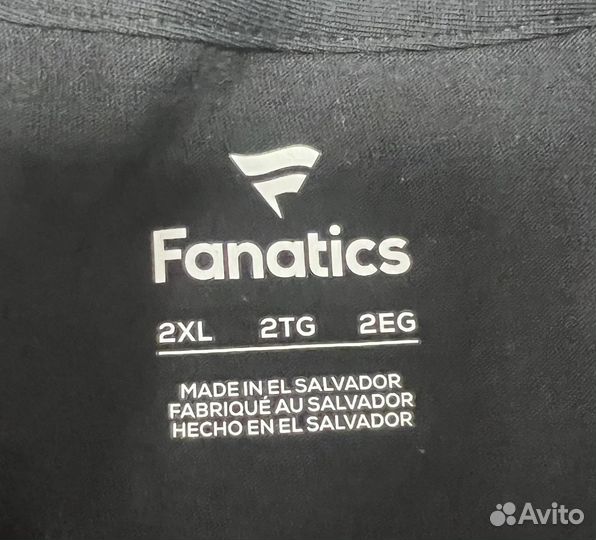 Fanatics
2XL 2TG 2EG
MADE IN EL SALVADOR
FABRIQUÉ AU SALVADOR
HECHO EN EL SALVADOR
Avito